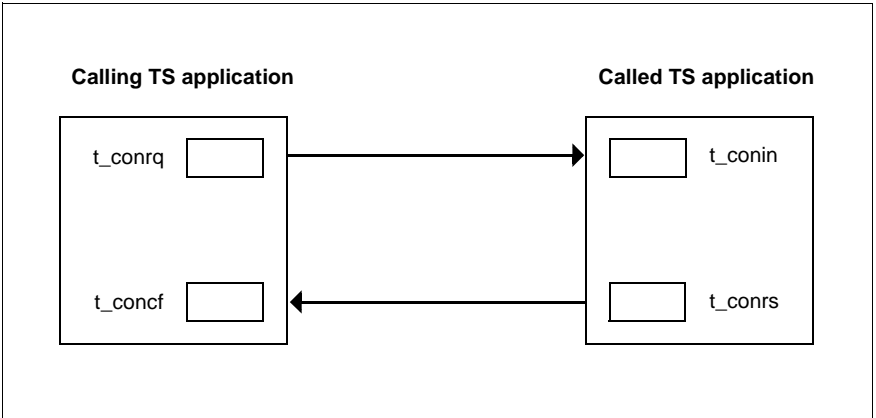 Calling TS application
Called TS application
t_conrq
t_conin
t_concf
t_conrs